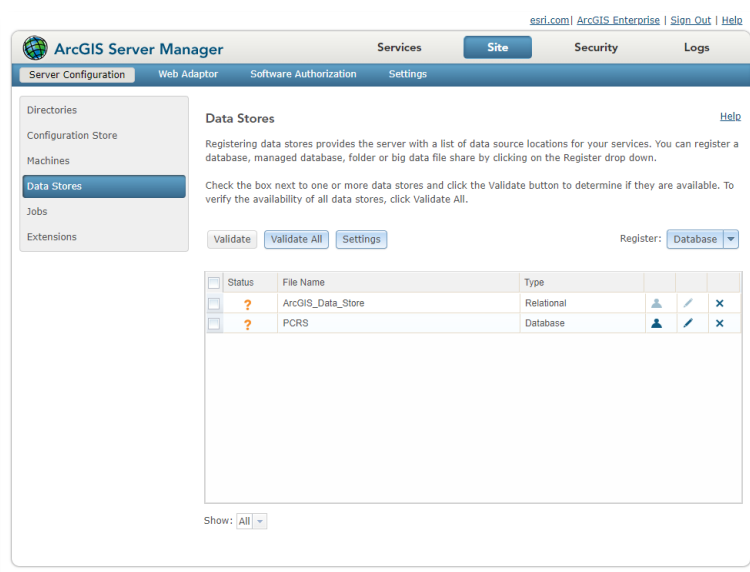 esri.com| ArcGIS Enterprise | Sign Out | Help
ArcGIS Server Manager
Services Site Security Logs
Server Configuration Web Adaptor Software Authorization Settings
Directories
Configuration Store
Machines
Data Stores
Jobs
Extensions
Data Stores Help
Registering data stores provides the server with a list of data source locations for your services. You can register a
database, managed database, folder or big data file share by clicking on the Register drop down.
Check the box next to one or more data stores and click the Validate button to determine if they are available. To
verify the availability of all data stores, click Validate All.
Validate Validate All Settings Register: Database
Status File Name Type
? ArcGIS_Data_Store Relational
? PCRS Database
Show: All